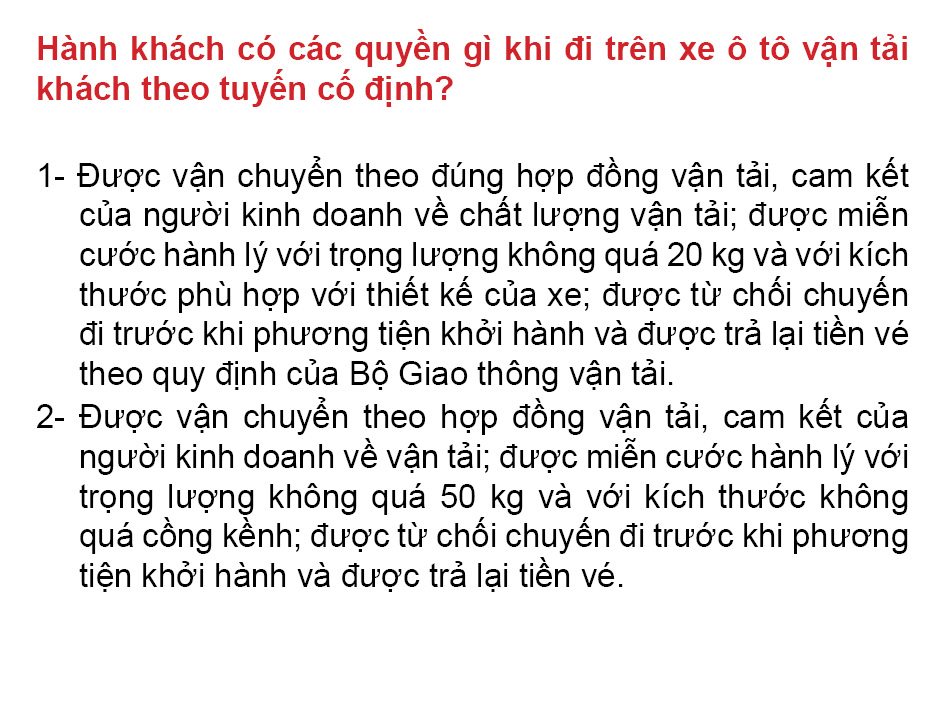 Hành khách có các quyền gì khi đi trên xe ô tô vận tải
khách theo tuyến cố định?
1- Được vận chuyển theo đúng hợp đồng vận tải, cam kết
của người kinh doanh về chất lượng vận tải; được miễn
cước hành lý với trọng lượng không quá 20 kg và với kích
thước phù hợp với thiết kế của xe; được từ chối chuyến
đi trước khi phương tiện khởi hành và được trả lại tiền vé
theo quy định của Bộ Giao thông vận tải.
2- Được vận chuyển theo hợp đồng vận tải, cam kết của
người kinh doanh về vận tải; được miễn cước hành lý với
trọng lượng không quá 50 kg và với kích thước không
quá cồng kềnh; được từ chối chuyến đi trước khi phương
tiện khởi hành và được trả lại tiền vé.